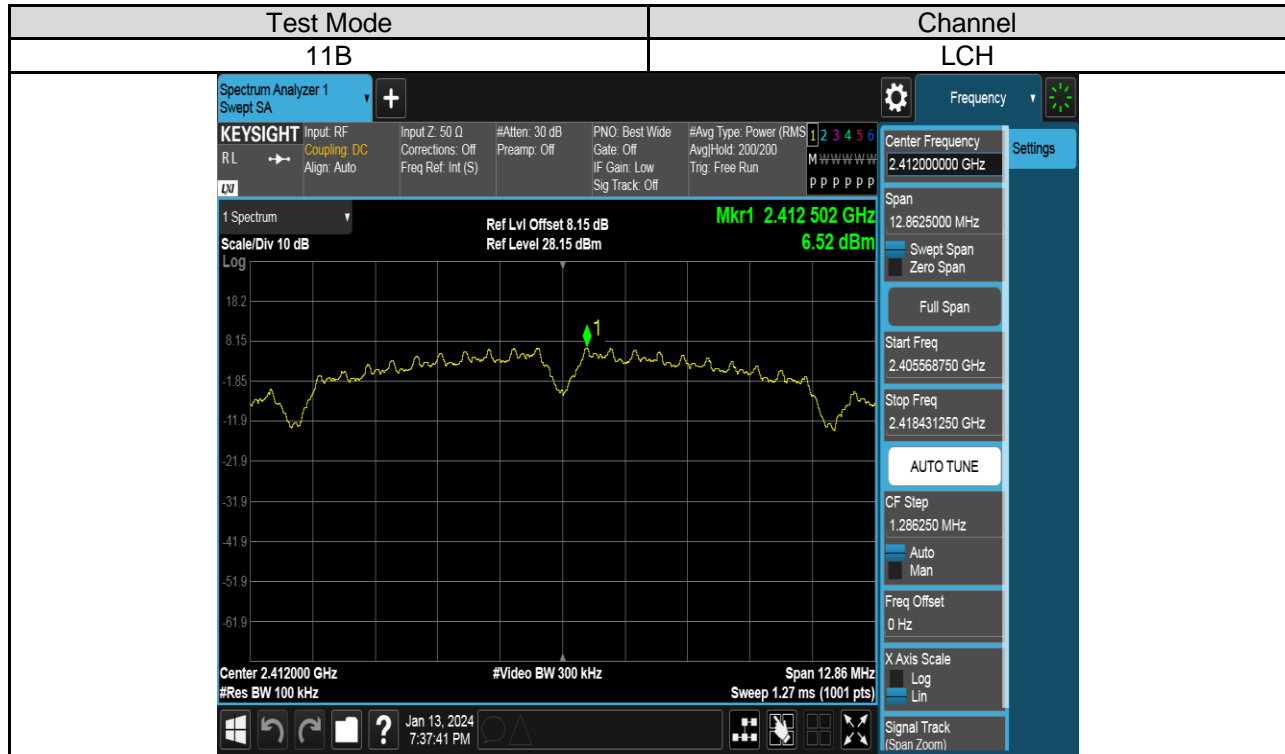 Test Mode Channel
11B LCH
Spectrum Analyzer 1
Swept SA
+
Frequency
KEYSIGHT
RL
LXI
Input: RF
Coupling: DC
Align: Auto
Input Z: 50 Ω
Corrections: Off
Freq Ref: Int (S)
#Atten: 30 dB
Preamp: Off
PNO: Best Wide
Gate: Off
IF Gain: Low
Sig Track: Off
#Avg Type: Power (RMS
Avg|Hold: 200/200
Trig: Free Run
1 2 3 4 5 6
M W W W W W
P P P P P P
1 Spectrum
Scale/Div 10 dB
Log
Ref Lvl Offset 8.15 dB
Ref Level 28.15 dBm
Mkr1 2.412 502 GHz
6.52 dBm
1
18.2
8.15
-1.85
-11.9
-21.9
-31.9
-41.9
-51.9
-61.9
Center 2.412000 GHz
#Res BW 100 kHz
#Video BW 300 kHz
Span 12.86 MHz
Sweep 1.27 ms (1001 pts)
?
Jan 13, 2024
7:37:41 PM
Center Frequency
2.412000000 GHz
Span
12.8625000 MHz
Swept Span
Zero Span
Full Span
Start Freq
2.405568750 GHz
Stop Freq
2.418431250 GHz
AUTO TUNE
CF Step
1.286250 MHz
Auto
Man
Freq Offset
0 Hz
X Axis Scale
Log
Lin
Signal Track
(Span Zoom)
Settings